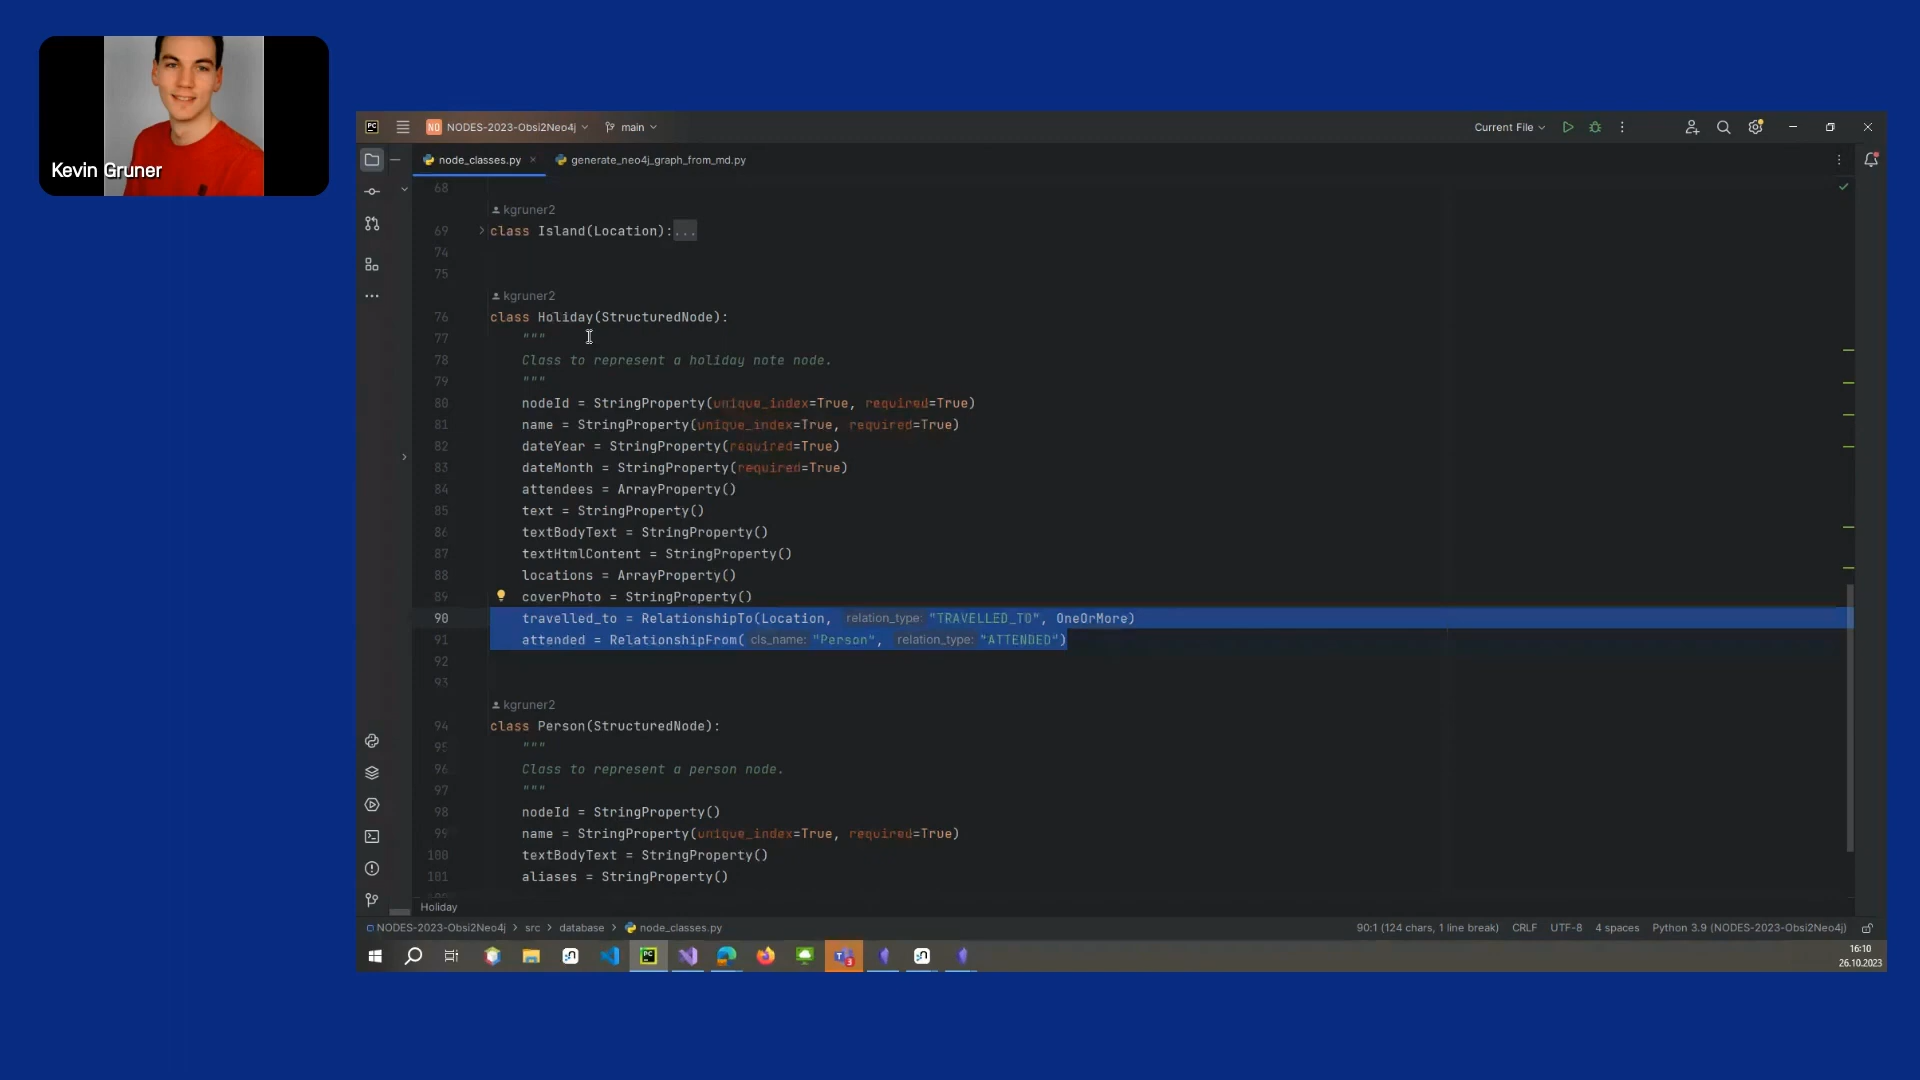 Kevin Gruner
NODES-2023-Obsi2Neo4j
main
Current File
node_classes.py
generate_neo4j_graph_from_md.py
68
kgruner2
69 class Island(Location):...
74
75
kgruner2
76 class Holiday(StructuredNode):
77 """
78 Class to represent a holiday note node.
79 """
80 nodeId = StringProperty(unique_index=True, required=True)
81 name = StringProperty(unique_index=True, required=True)
82 dateYear = StringProperty(required=True)
83 dateMonth = StringProperty(required=True)
84 attendees = ArrayProperty()
85 text = StringProperty()
86 textBodyText = StringProperty()
87 textHtmlContent = StringProperty()
88 locations = ArrayProperty()
89 coverPhoto = StringProperty()
90 travelled_to = RelationshipTo(Location, relation_type: "TRAVELLED_TO", OneOrMore)
91 attended = RelationshipFrom( cls_name: "Person", relation_type: "ATTENDED")
92
93
kgruner2
94 class Person(StructuredNode):
95 """
96 Class to represent a person node.
97 """
98 nodeId = StringProperty()
99 name = StringProperty(unique_index=True, required=True)
100 textBodyText = StringProperty()
101 aliases = StringProperty()
Holiday
NODES-2023-Obsi2Neo4j > src > database > node_classes.py
90:1 (124 chars, 1 line break) CRLF UTF-8 4 spaces Python 3.9 (NODES-2023-Obsi2Neo4j)
16:10
26.10.2023